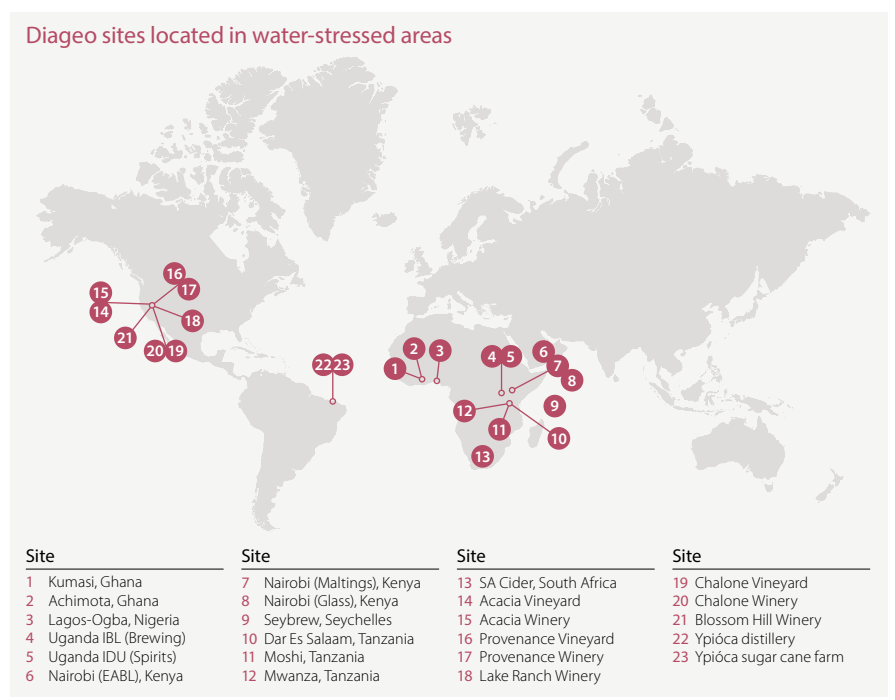 Diageo sites located in water-stressed areas
16
15
17
14
18
21
20 19
22 23
1
2
3
4 5
6
7
8
9
12
11
10
13
Site
1 Kumasi, Ghana
2 Achimota, Ghana
3 Lagos-Ogba, Nigeria
4 Uganda IBL (Brewing)
5 Uganda IDU (Spirits)
6 Nairobi (EABL), Kenya
Site
7 Nairobi (Maltings), Kenya
8 Nairobi (Glass), Kenya
9 Seybrew, Seychelles
10 Dar Es Salaam, Tanzania
11 Moshi, Tanzania
12 Mwanza, Tanzania
Site
13 SA Cider, South Africa
14 Acacia Vineyard
15 Acacia Winery
16 Provenance Vineyard
17 Provenance Winery
18 Lake Ranch Winery
Site
19 Chalone Vineyard
20 Chalone Winery
21 Blossom Hill Winery
22 Ypióca distillery
23 Ypióca sugar cane farm